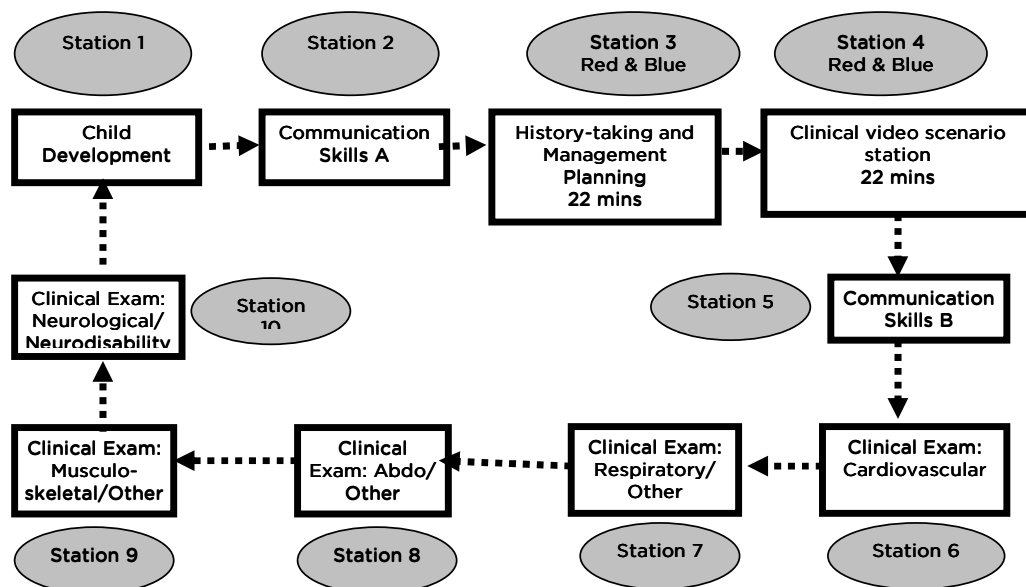 Station 1
Station 2
Station 3
Red & Blue
Station 4
Red & Blue
Child
Development
Communication
Skills A
History-taking and
Management
Planning
22 mins
Clinical video scenario
station
22 mins
Clinical Exam:
Neurological/
Neurodisability
Station
10
Station 5
Communication
Skills B
Clinical Exam:
Musculo-
skeletal/Other
Clinical
Exam: Abdo/
Other
Clinical Exam:
Respiratory/
Other
Clinical Exam:
Cardiovascular
Station 9
Station 8
Station 7
Station 6